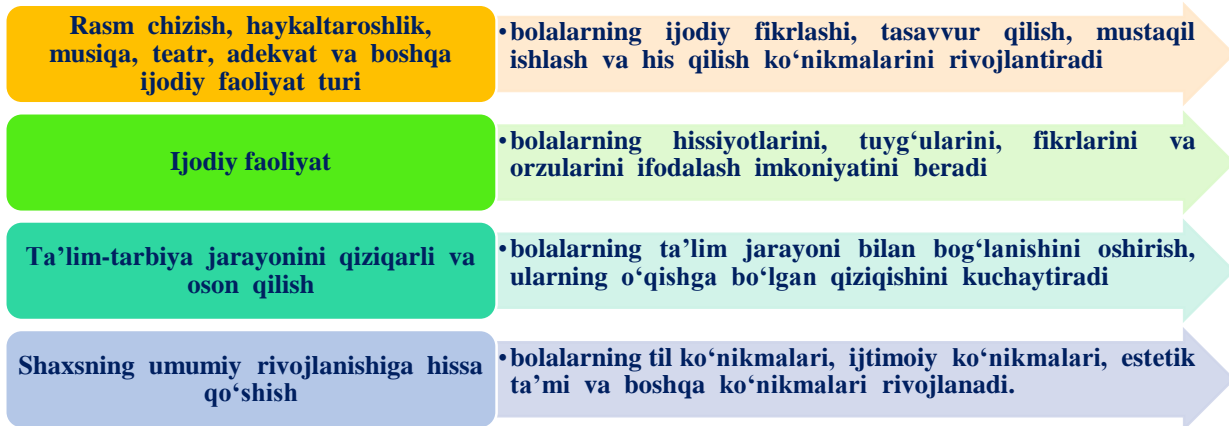 Rasm chizish, haykaltaroshlik,
musiqa, teatr, adekvat va boshqa
ijodiy faoliyat turi
•bolalarning ijodiy fikrlashi, tasavvur qilish, mustaqil
ishlash va his qilish ko‘nikmalarini rivojlantiradi
Ijodiy faoliyat
•bolalarning hissiyotlarini, tuyg‘ularini, fikrlarini va
orzularini ifodalash imkoniyatini beradi
Ta’lim-tarbiya jarayonini qiziqarli va
oson qilish
•bolalarning ta’lim jarayoni bilan bog‘lanishini oshirish,
ularning o‘qishga bo‘lgan qiziqishini kuchaytiradi
Shaxsning umumiy rivojlanishiga hissa
qo‘shish
•bolalarning til ko‘nikmalari, ijtimoiy ko‘nikmalari, estetik
ta’mi va boshqa ko‘nikmalari rivojlanadi.